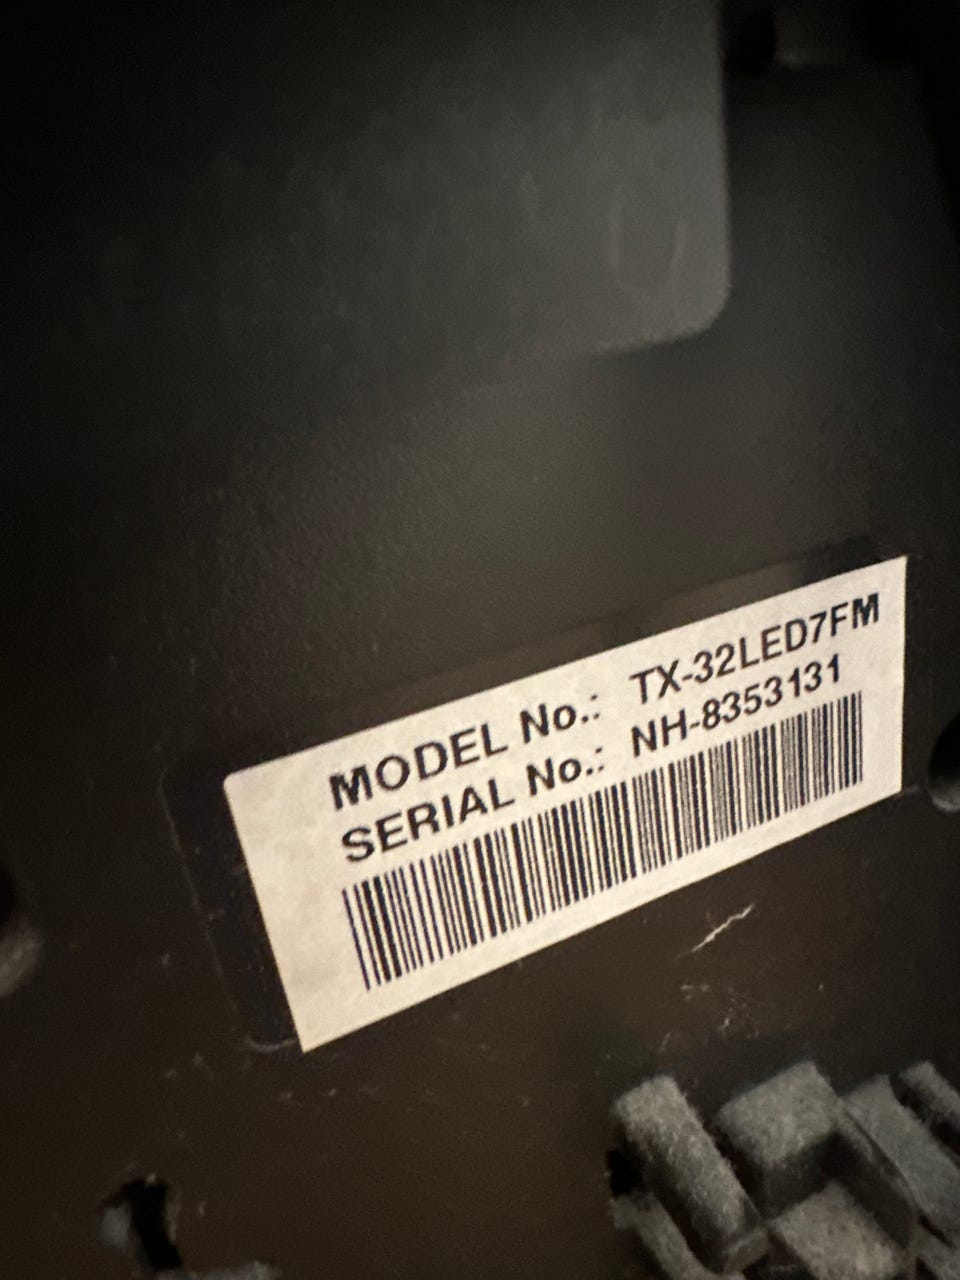 MODEL No.: TX-32LED7FM
SERIAL No.: NH-8353131